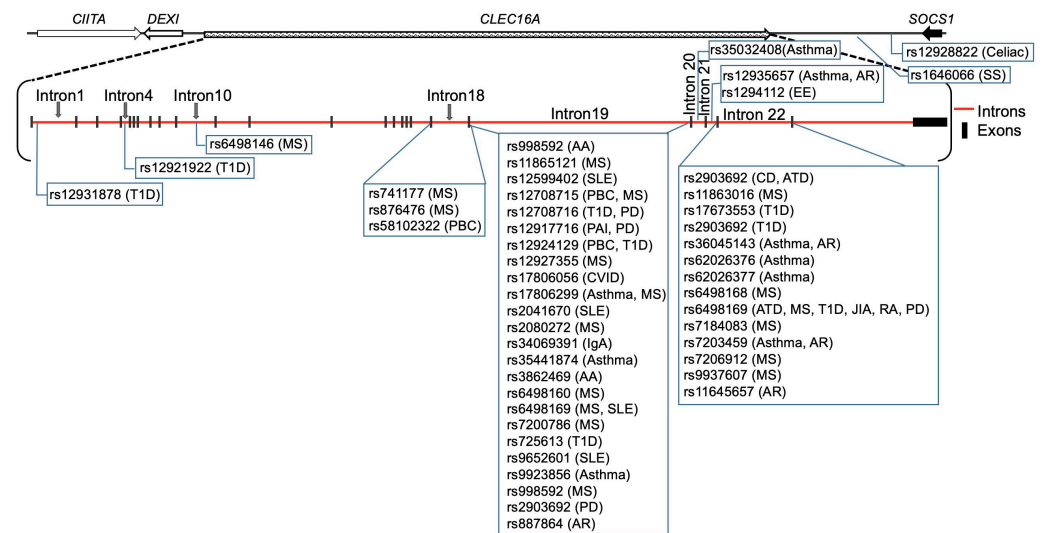 CIITA DEXI CLEC16A SOCS1
rs35032408(Asthma)
rs12928822 (Celiac)
rs12935657 (Asthma, AR)
rs1294112 (EE)
rs1646066 (SS)
Intron 20
Intron 21
Intron1 Intron4 Intron10 Intron18 Intron19 Intron 22
Introns
Exons
rs6498146 (MS)
rs12921922 (T1D)
rs12931878 (T1D)
rs741177 (MS)
rs876476 (MS)
rs58102322 (PBC)
rs998592 (AA)
rs11865121 (MS)
rs12599402 (SLE)
rs12708715 (PBC, MS)
rs12708716 (T1D, PD)
rs12917716 (PAI, PD)
rs12924129 (PBC, T1D)
rs12927355 (MS)
rs17806056 (CVID)
rs17806299 (Asthma, MS)
rs2041670 (SLE)
rs2080272 (MS)
rs34069391 (IgA)
rs35441874 (Asthma)
rs3862469 (AA)
rs6498160 (MS)
rs6498169 (MS, SLE)
rs7200786 (MS)
rs725613 (T1D)
rs9652601 (SLE)
rs9923856 (Asthma)
rs998592 (MS)
rs2903692 (PD)
rs887864 (AR)
rs2903692 (CD, ATD)
rs11863016 (MS)
rs17673553 (T1D)
rs2903692 (T1D)
rs36045143 (Asthma, AR)
rs62026376 (Asthma)
rs62026377 (Asthma)
rs6498168 (MS)
rs6498169 (ATD, MS, T1D, JIA, RA, PD)
rs7184083 (MS)
rs7203459 (Asthma, AR)
rs7206912 (MS)
rs9937607 (MS)
rs11645657 (AR)